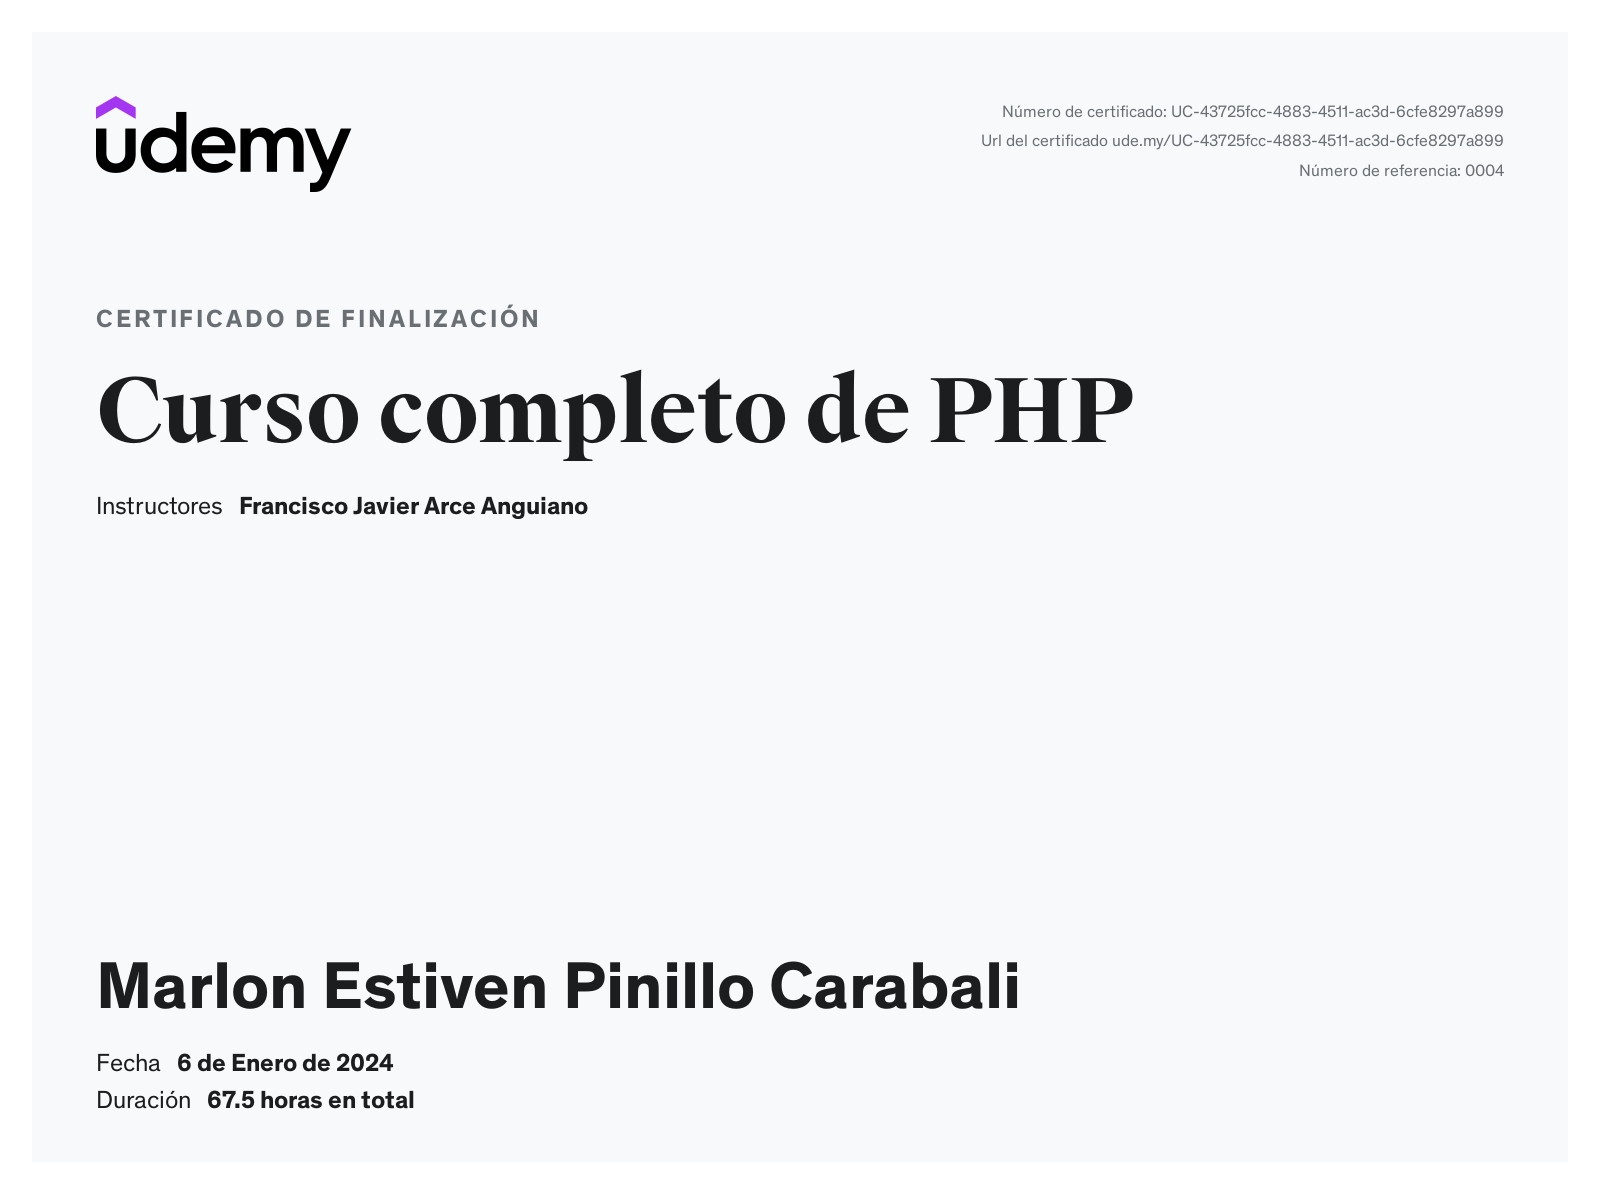 udemy
Número de certificado: UC-43725fcc-4883-4511-ac3d-6cfe8297a899
Url del certificado ude.my/UC-43725fcc-4883-4511-ac3d-6cfe8297a899
Número de referencia: 0004
CERTIFICADO DE FINALIZACIÓN
Curso completo de PHP
Instructores Francisco Javier Arce Anguiano
Marlon Estiven Pinillo Carabali
Fecha 6 de Enero de 2024
Duración 67.5 horas en total